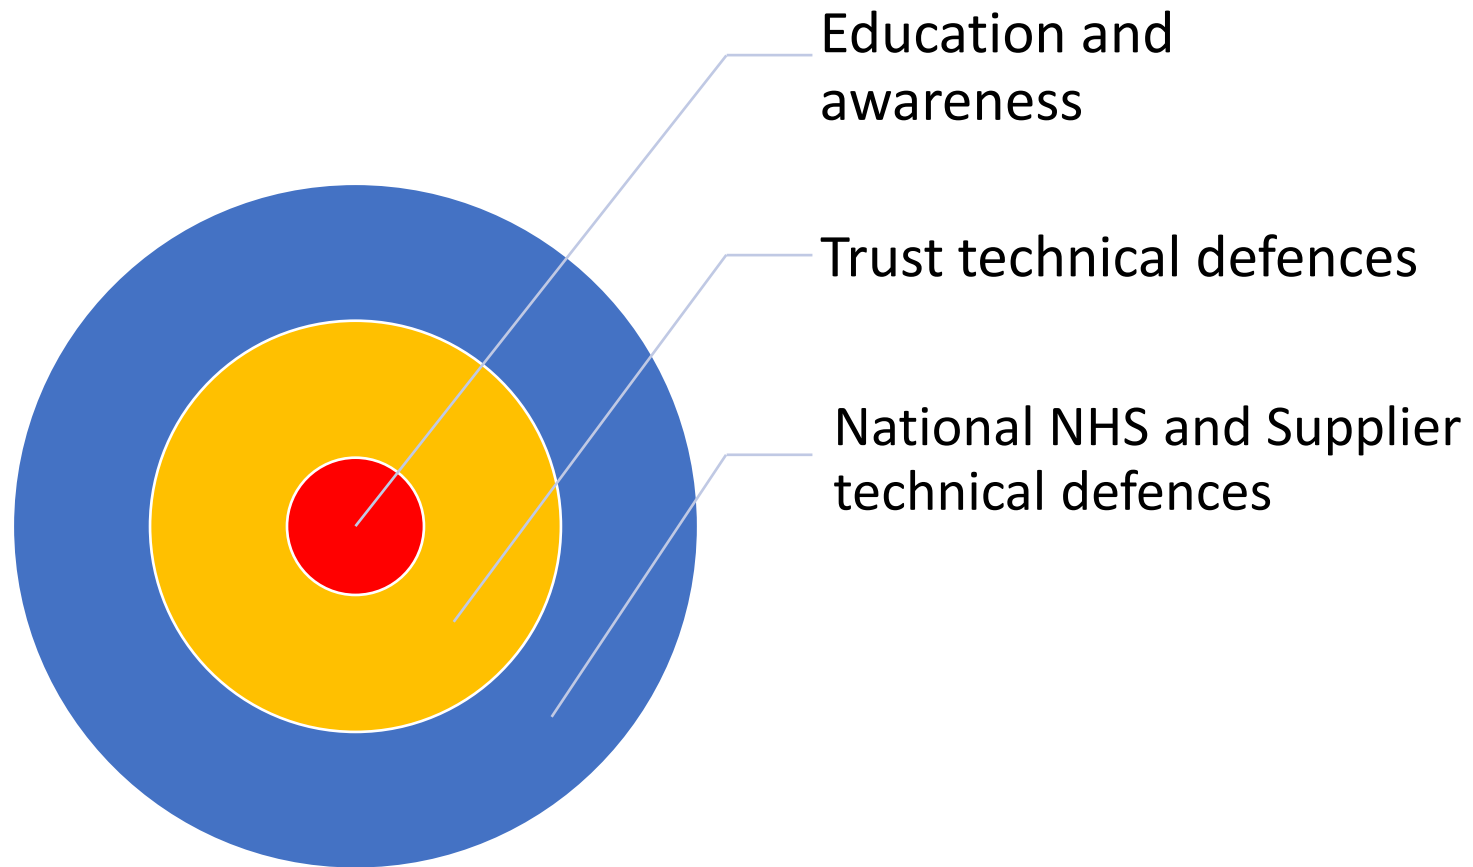 Education and
awareness
Trust technical defences
National NHS and Supplier
technical defences